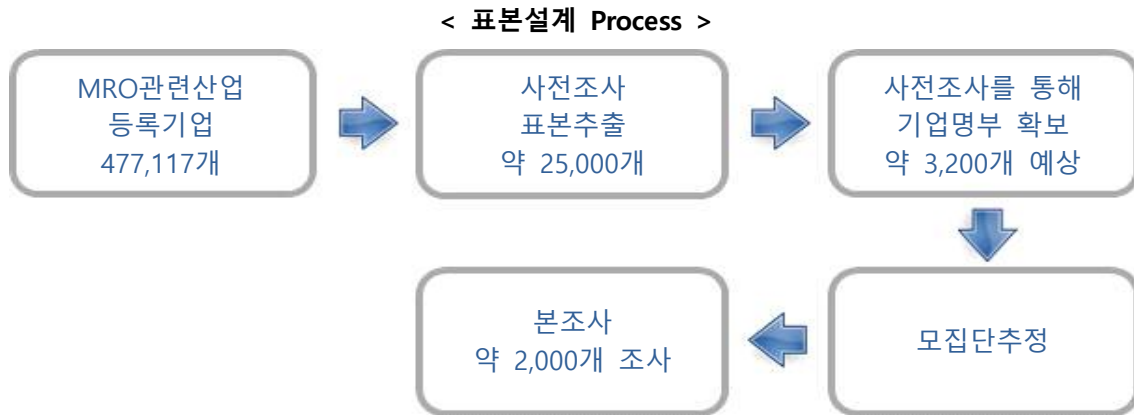 < 표본설계 Process >
MRO관련산업
등록기업
477,117개
사전조사
표본추출
약 25,000개
사전조사를 통해
기업명부 확보
약 3,200개 예상
모집단추정
본조사
약 2,000개 조사